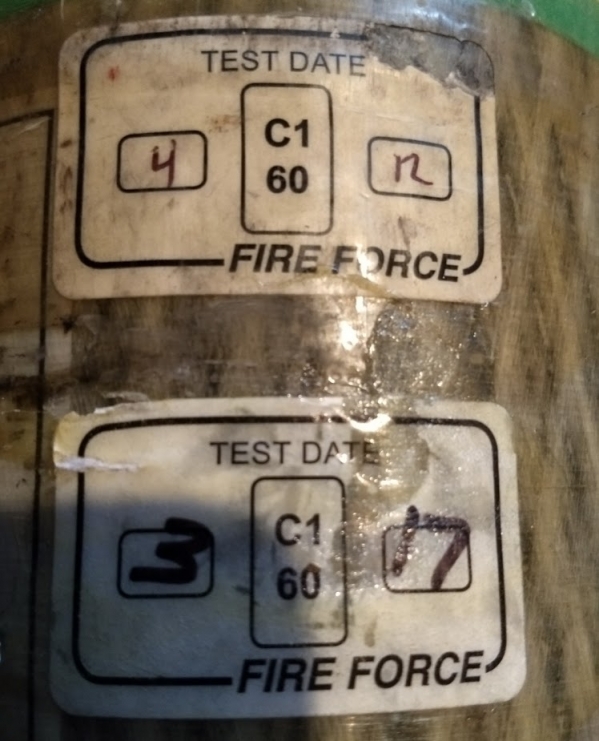 TEST DATE
C1
4 60 12
FIRE FORCE
TEST DATE
C1
3 60 17
FIRE FORCE